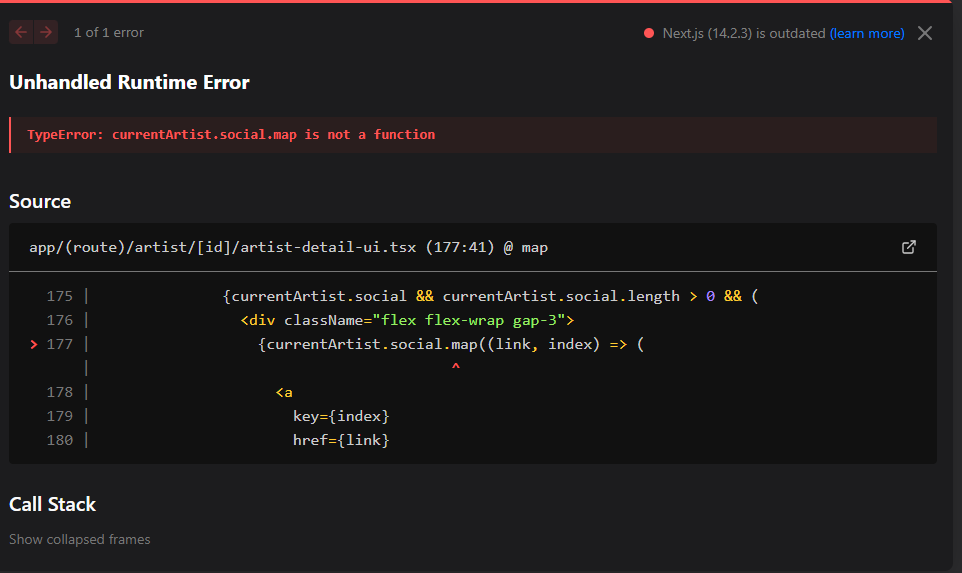 1 of 1 error
Next.js (14.2.3) is outdated (learn more)
Unhandled Runtime Error
TypeError: currentArtist.social.map is not a function
Source
app/(route)/artist/[id]/artist-detail-ui.tsx (177:41) @ map
175 | {currentArtist.social && currentArtist.social.length > 0 && (
176 | <div className="flex flex-wrap gap-3">
> 177 | {currentArtist.social.map((link, index) => (
| ^
178 | <a
179 | key={index}
180 | href={link}
Call Stack
Show collapsed frames